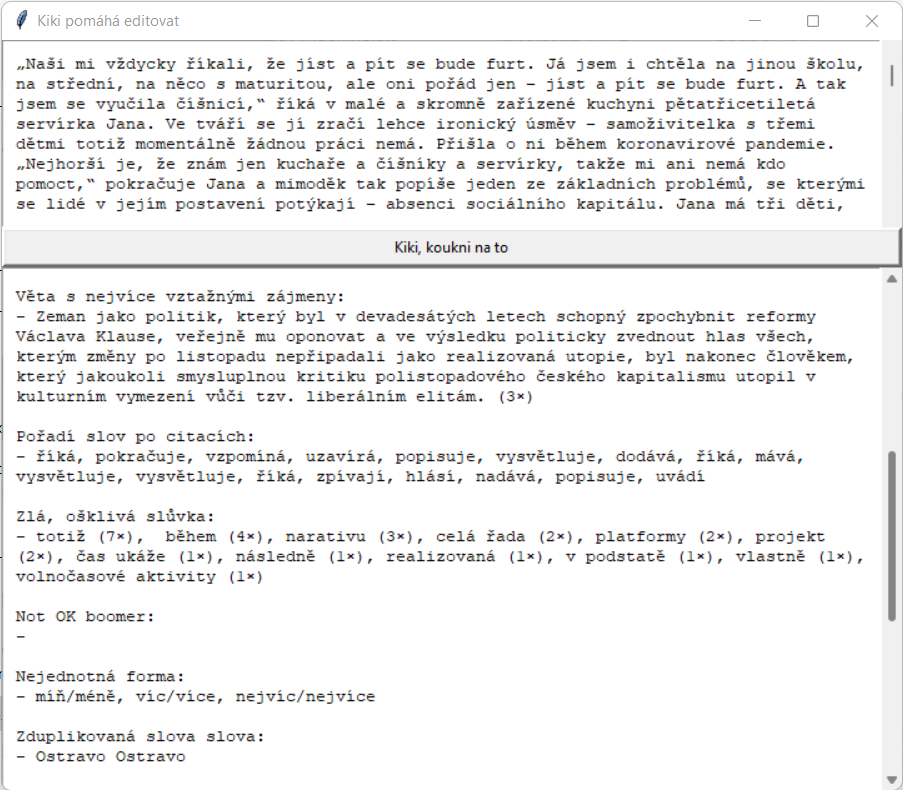 Kiki pomáhá editovat
„Naši mi vždycky říkali, že jíst a pít se bude furt. Já jsem i chtěla na jinou školu,
na střední, na něco s maturitou, ale oni pořád jen – jíst a pít se bude furt. A tak
jsem se vyučila číšnicí,“ říká v malé a skromně zařízené kuchyni pětatřicetiletá
servírka Jana. Ve tváří se jí zračí lehce ironický úsměv – samoživitelka s třemi
dětmi totiž momentálně žádnou práci nemá. Přišla o ni během koronavirové pandemie.
„Nejhorší je, že znám jen kuchaře a číšníky a servírky, takže mi ani nemá kdo
pomoct,“ pokračuje Jana a mimoděk tak popíše jeden ze základních problémů, se kterými
se lidé v jejím postavení potýkají – absenci sociálního kapitálu. Jana má tři děti,
Kiki, koukni na to
Věta s nejvíce vztažnými zájmeny:
- Zeman jako politik, který byl v devadesátých letech schopný zpochybnit reformy
Václava Klause, veřejně mu oponovat a ve výsledku politicky zvednout hlas všech,
kterým změny po listopadu nepřipadali jako realizovaná utopie, byl nakonec člověkem,
který jakoukoli smysluplnou kritiku polistopadového českého kapitalismu utopil v
kulturním vymezení vůči tzv. liberálním elitám. (3×)
Pořadí slov po citacích:
- říká, pokračuje, vzpomíná, uzavírá, popisuje, vysvětluje, dodává, říká, mává,
vysvětluje, vysvětluje, říká, zpívají, hlásí, nadává, popisuje, uvádí
Zlá, ošklivá slůvka:
- totiž (7×),  během (4×), narativu (3×), celá řada (2×), platformy (2×), projekt
(2×), čas ukáže (1×), následně (1×), realizovaná (1×), v podstatě (1×), vlastně (1×),
volnočasové aktivity (1×)
Not OK boomer:
-
Nejednotná forma:
- míň/méně, víc/více, nejvíc/nejvíce
Zduplikovaná slova slova:
- Ostravo Ostravo